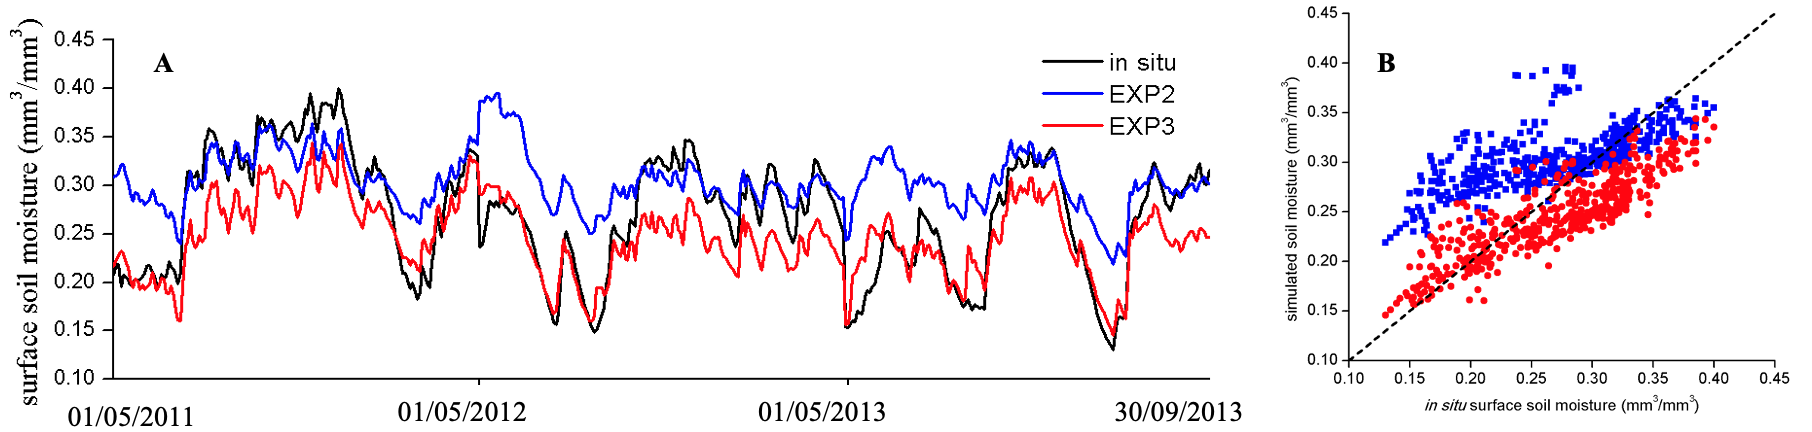 surface soil moisture (mm³/mm³)
0.45
0.40
0.35
0.30
0.25
0.20
0.15
0.10
A
in situ
EXP2
EXP3
01/05/2011
01/05/2012
01/05/2013
30/09/2013
simulated soil moisture (mm³/mm³)
0.45
0.40
0.35
0.30
0.25
0.20
0.15
0.10
B
0.10 0.15 0.20 0.25 0.30 0.35 0.40 0.45
in situ surface soil moisture (mm³/mm³)